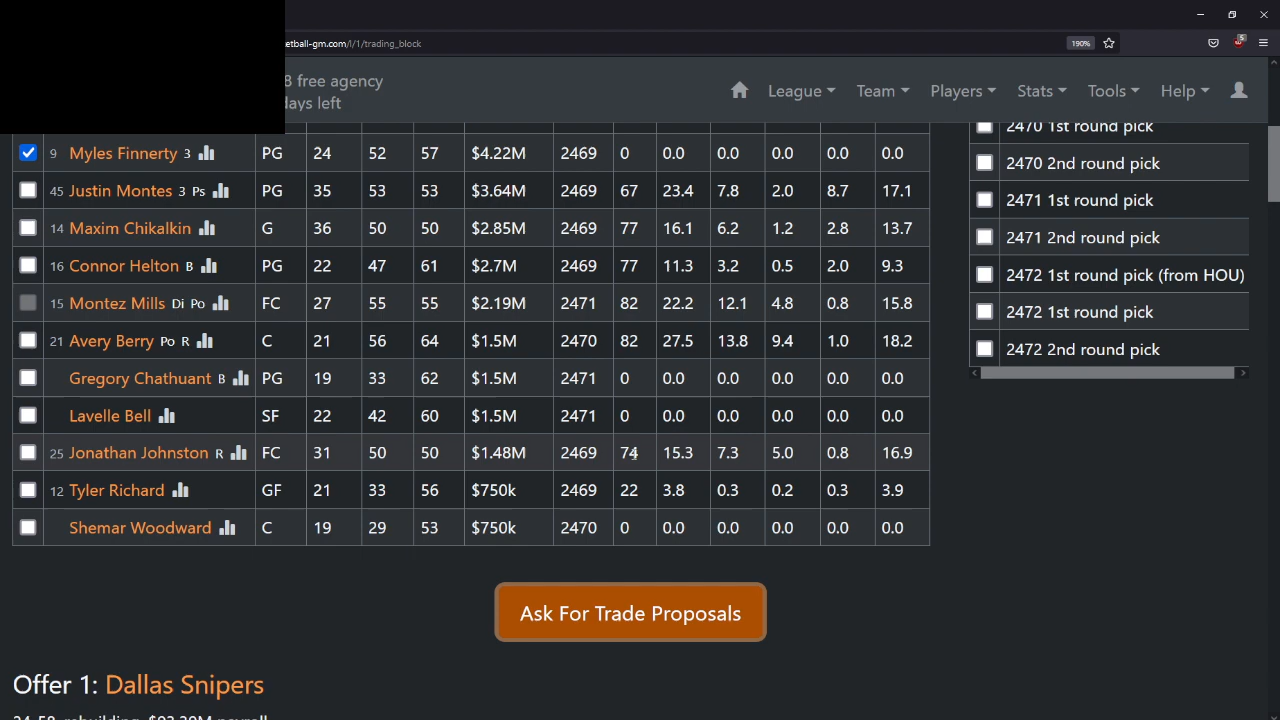 etball-gm.com/l/1/trading_block 190% 5
8 free agency
days left
League Team Players Stats Tools Help
9 Myles Finnerty 3 PG 24 52 57 $4.22M 2469 0 0.0 0.0 0.0 0.0 0.0
45 Justin Montes 3 Ps PG 35 53 53 $3.64M 2469 67 23.4 7.8 2.0 8.7 17.1
14 Maxim Chikalkin G 36 50 50 $2.85M 2469 77 16.1 6.2 1.2 2.8 13.7
16 Connor Helton B PG 22 47 61 $2.7M 2469 77 11.3 3.2 0.5 2.0 9.3
15 Montez Mills Di Po FC 27 55 55 $2.19M 2471 82 22.2 12.1 4.8 0.8 15.8
21 Avery Berry Po R C 21 56 64 $1.5M 2470 82 27.5 13.8 9.4 1.0 18.2
Gregory Chathuant B PG 19 33 62 $1.5M 2471 0 0.0 0.0 0.0 0.0 0.0
Lavelle Bell SF 22 42 60 $1.5M 2471 0 0.0 0.0 0.0 0.0 0.0
25 Jonathan Johnston R FC 31 50 50 $1.48M 2469 74 15.3 7.3 5.0 0.8 16.9
12 Tyler Richard GF 21 33 56 $750k 2469 22 3.8 0.3 0.2 0.3 3.9
Shemar Woodward C 19 29 53 $750k 2470 0 0.0 0.0 0.0 0.0 0.0
2470 1st round pick
2470 2nd round pick
2471 1st round pick
2471 2nd round pick
2472 1st round pick (from HOU)
2472 1st round pick
2472 2nd round pick
Ask For Trade Proposals
Offer 1: Dallas Snipers
24-58, rebuilding,